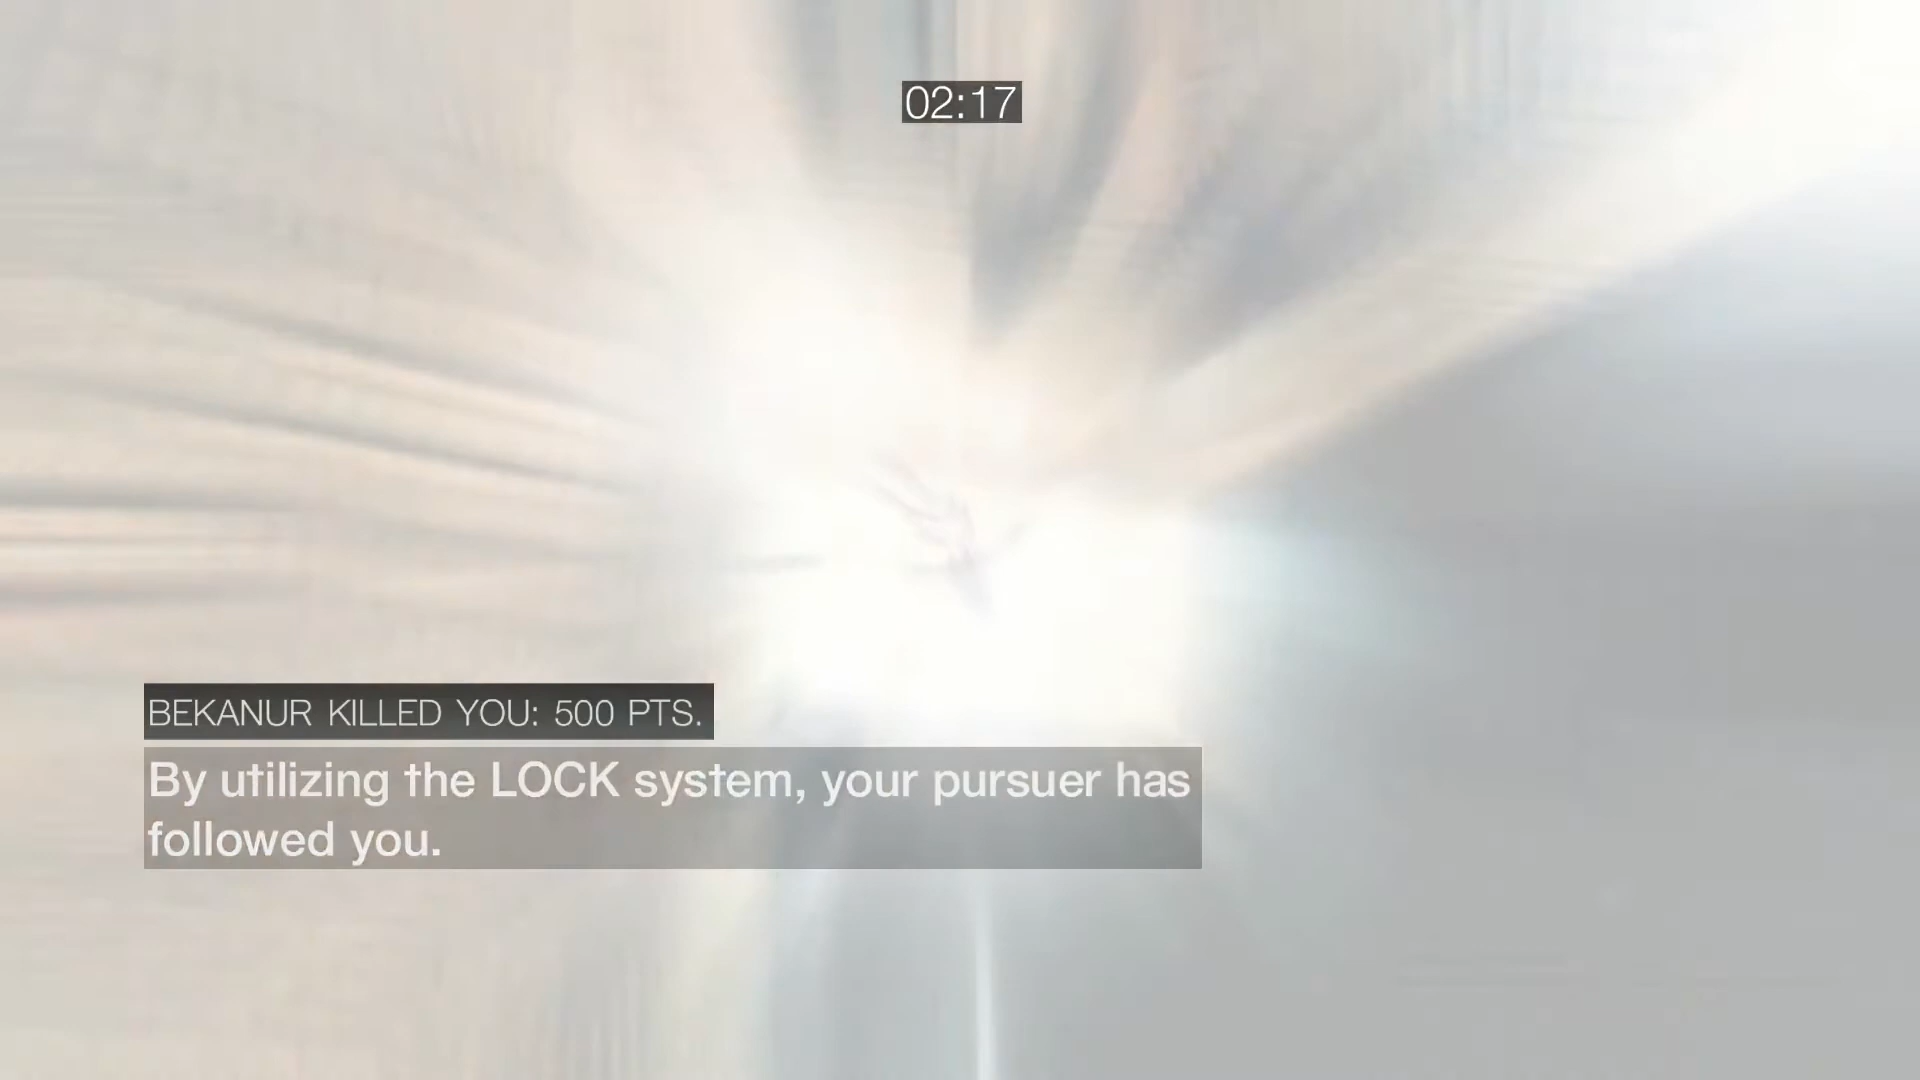 02:17
BEKANUR KILLED YOU: 500 PTS.
By utilizing the LOCK system, your pursuer has
followed you.